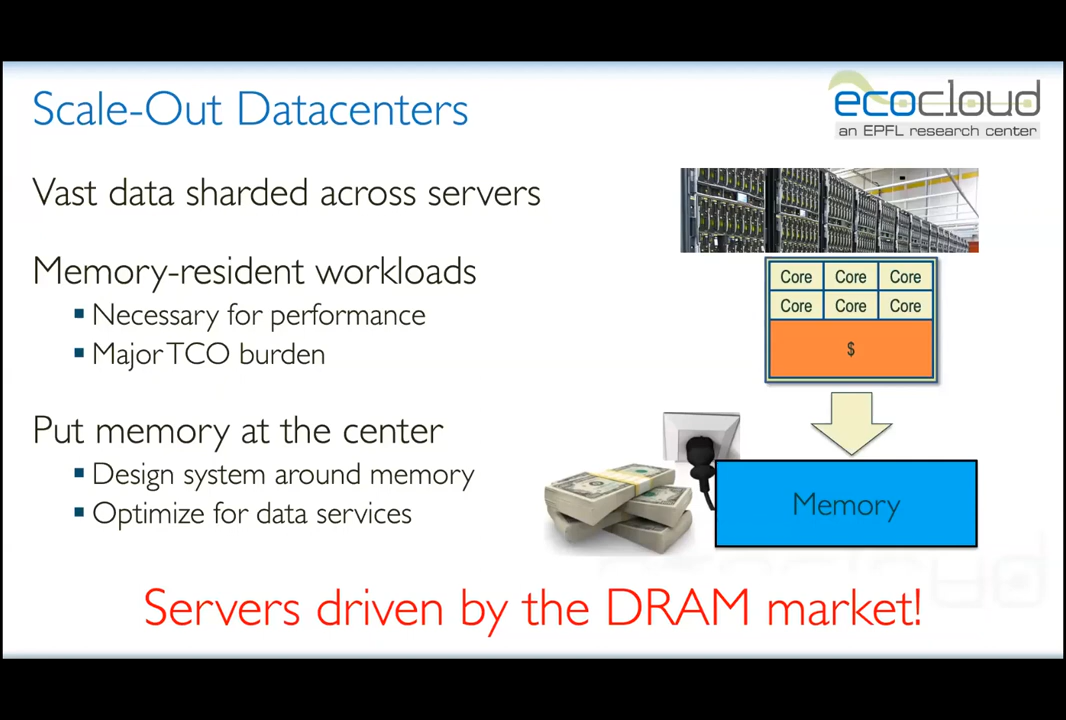 Scale-Out Datacenters
ecocloud
an EPFL research center
Vast data sharded across servers
Memory-resident workloads
Necessary for performance
Major TCO burden
Put memory at the center
Design system around memory
Optimize for data services
Core Core Core
Core Core Core
$
Memory
Servers driven by the DRAM market!